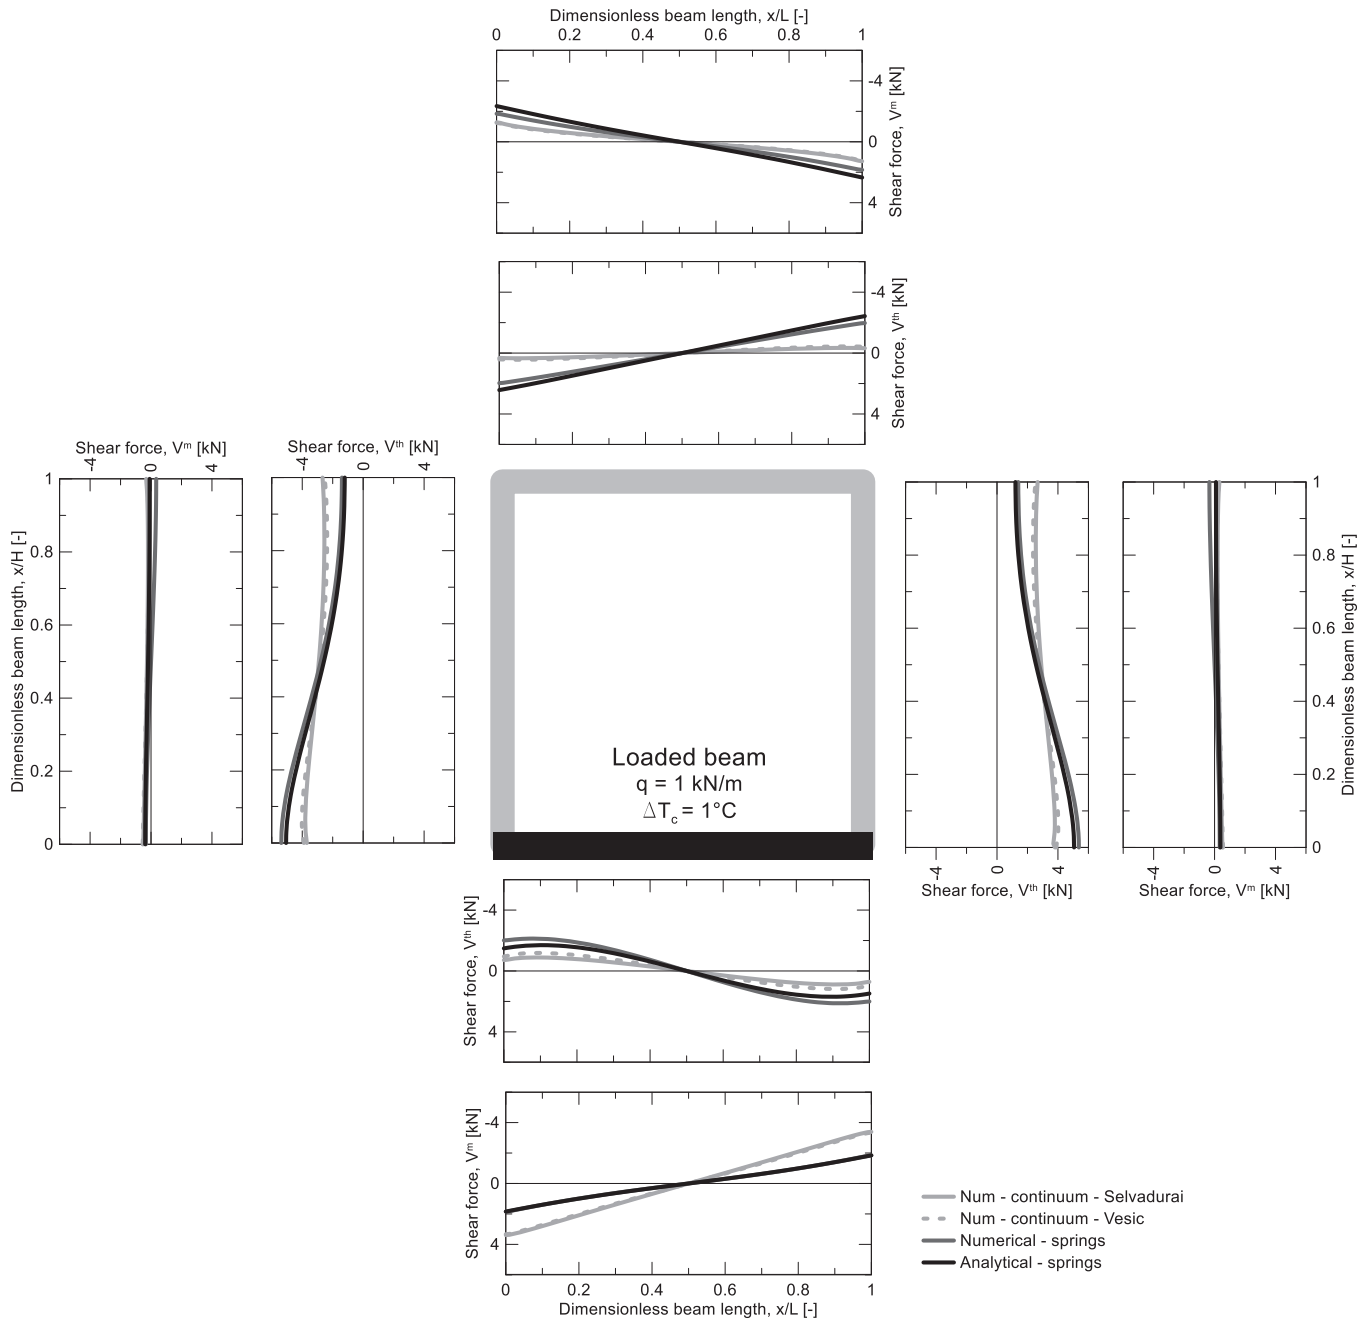 Dimensionless beam length, x/L [-]
0 0.2 0.4 0.6 0.8 1
-4
0
4
Shear force, Vᵐ [kN]
-4
0
4
Shear force, Vᵗʰ [kN]
Shear force, Vᵐ [kN]
-4 0 4
Shear force, Vᵗʰ [kN]
-4 0 4
1
0.8
0.6
0.4
0.2
0
Dimensionless beam length, x/H [-]
Loaded beam
q = 1 kN/m
ΔTc = 1°C
1
0.8
0.6
0.4
0.2
0
Dimensionless beam length, x/H [-]
-4 0 4
Shear force, Vᵗʰ [kN]
-4 0 4
Shear force, Vᵐ [kN]
-4
0
4
Shear force, Vᵗʰ [kN]
-4
0
4
Shear force, Vᵐ [kN]
0 0.2 0.4 0.6 0.8 1
Dimensionless beam length, x/L [-]
Num - continuum - Selvadurai
Num - continuum - Vesic
Numerical - springs
Analytical - springs